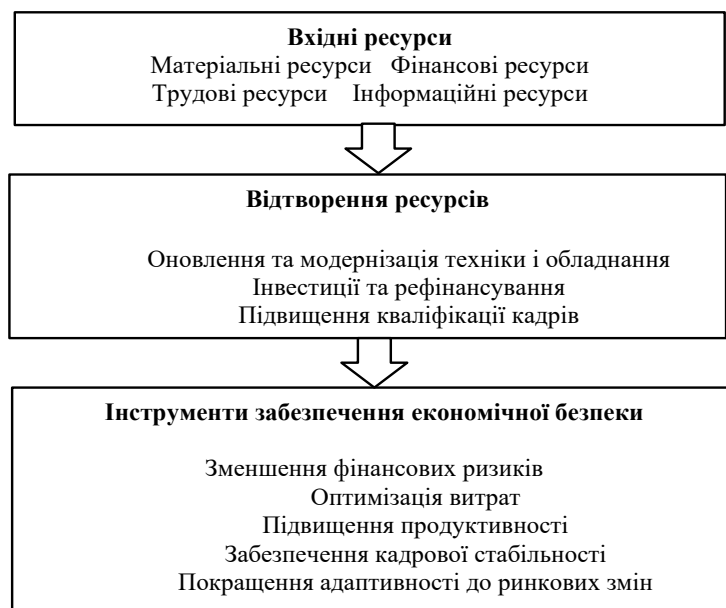 Вхідні ресурси
Матеріальні ресурси Фінансові ресурси
Трудові ресурси Інформаційні ресурси
Відтворення ресурсів
Оновлення та модернізація техніки і обладнання
Інвестиції та рефінансування
Підвищення кваліфікації кадрів
Інструменти забезпечення економічної безпеки
Зменшення фінансових ризиків
Оптимізація витрат
Підвищення продуктивності
Забезпечення кадрової стабільності
Покращення адаптивності до ринкових змін